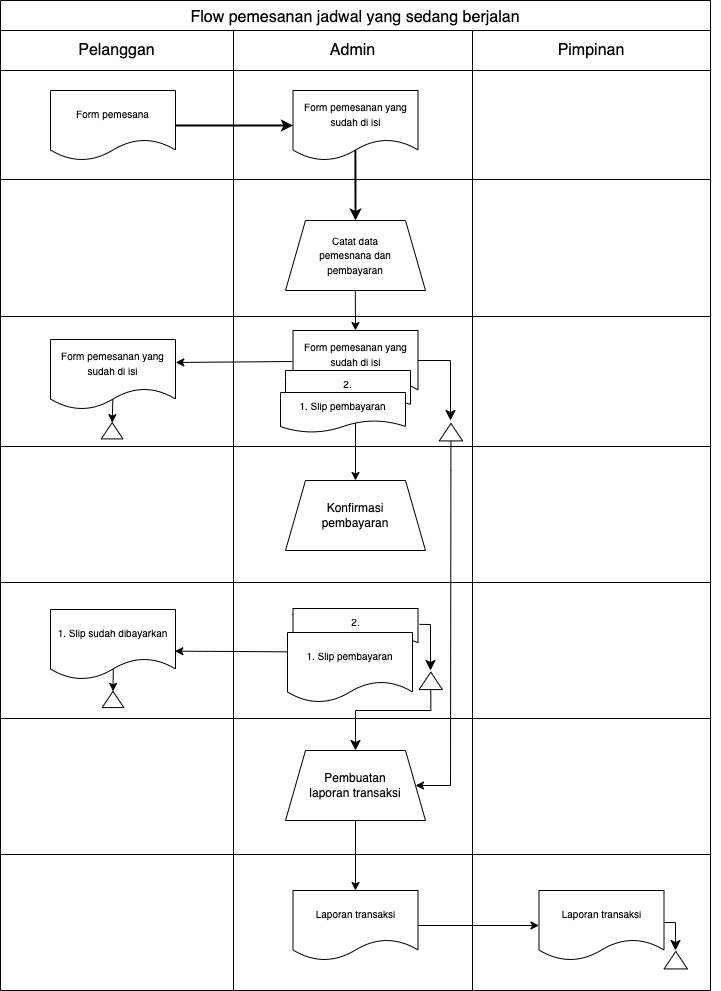 Flow pemesanan jadwal yang sedang berjalan
Pelanggan
Admin
Pimpinan
Form pemesana
Form pemesanan yang
sudah di isi
Catat data
pemesnana dan
pembayaran
Form pemesanan yang
sudah di isi
Form pemesanan yang
sudah di isi
2.
1. Slip pembayaran
Konfirmasi
pembayaran
1. Slip sudah dibayarkan
2.
1. Slip pembayaran
Pembuatan
laporan transaksi
Laporan transaksi
Laporan transaksi